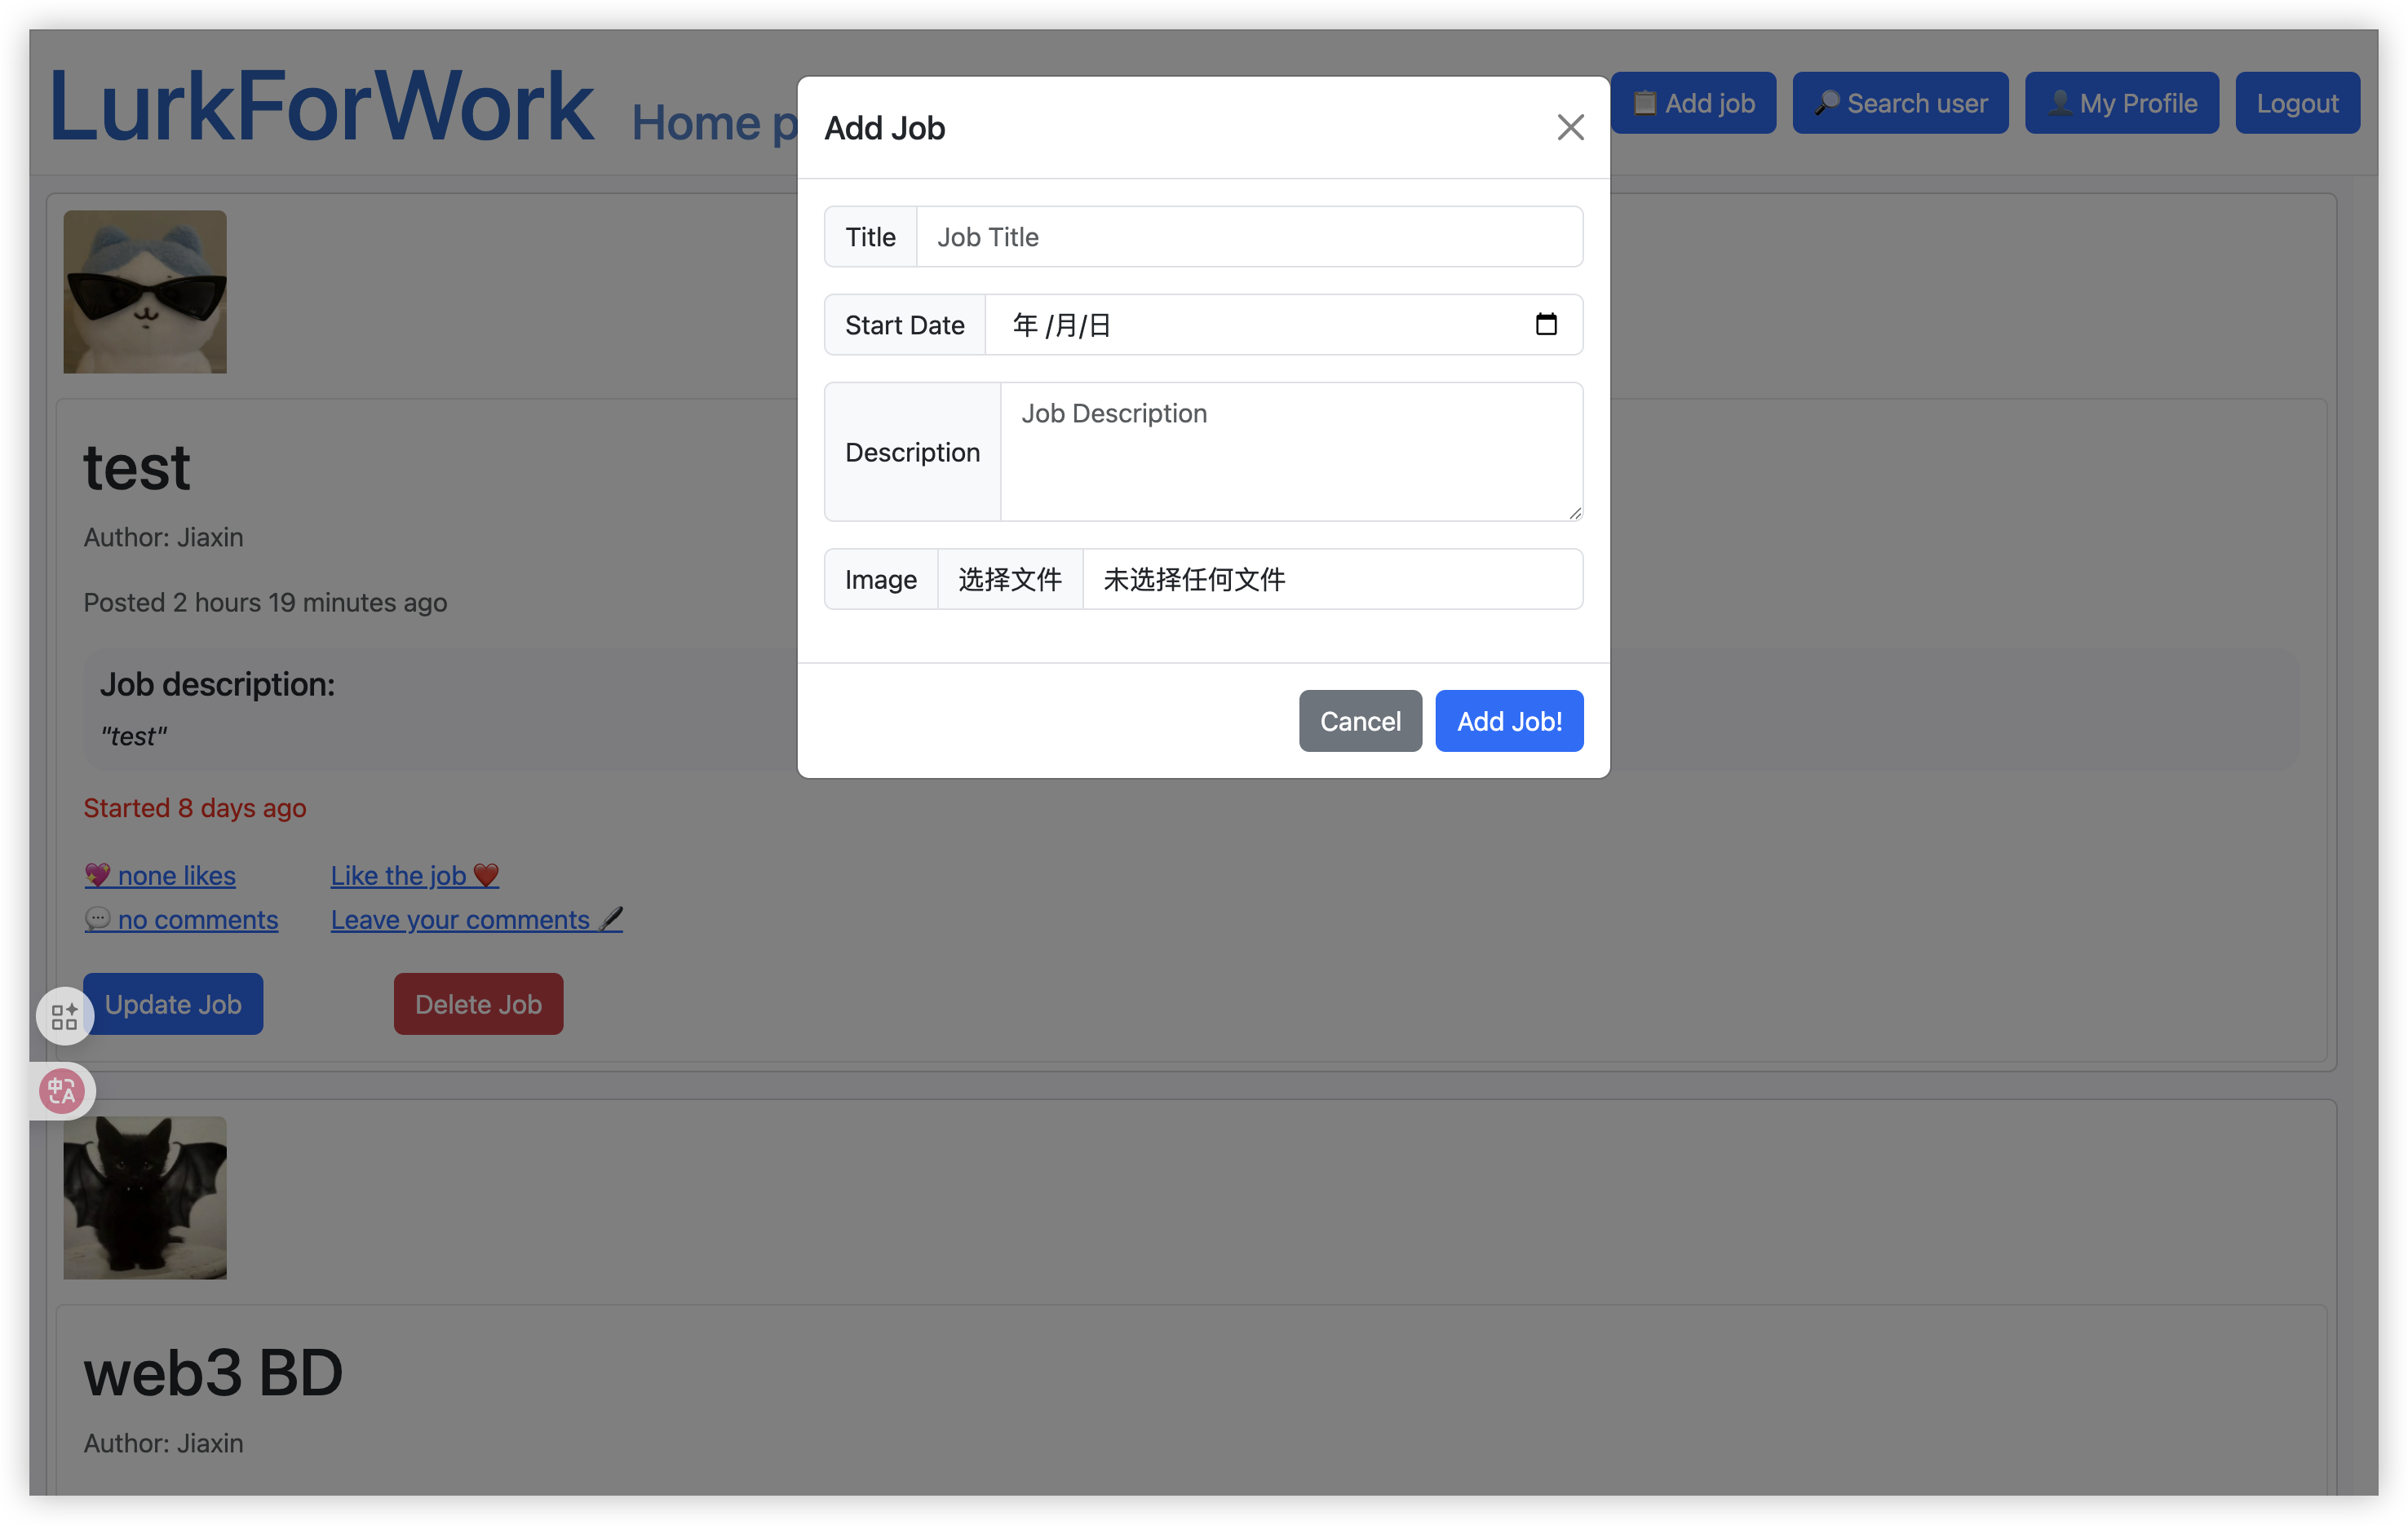 LurkForWork Home p
📋 Add job
🔎 Search user
👤 My Profile
Logout
Add Job
Title
Job Title
Start Date
年 /月/日
Description
Job Description
Image
选择文件
未选择任何文件
Cancel
Add Job!
test
Author: Jiaxin
Posted 2 hours 19 minutes ago
Job description:
"test"
Started 8 days ago
💖 none likes
Like the job ❤️
💬 no comments
Leave your comments 🖋️
Update Job
Delete Job
中A
web3 BD
Author: Jiaxin